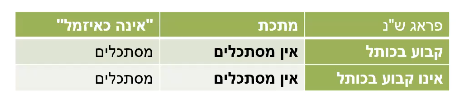 פראג ש"נ מתכת "אינה כאיזמל"
קבוע בכותל אין מסתכלים מסתכלים
אינו קבוע בכותל אין מסתכלים מסתכלים